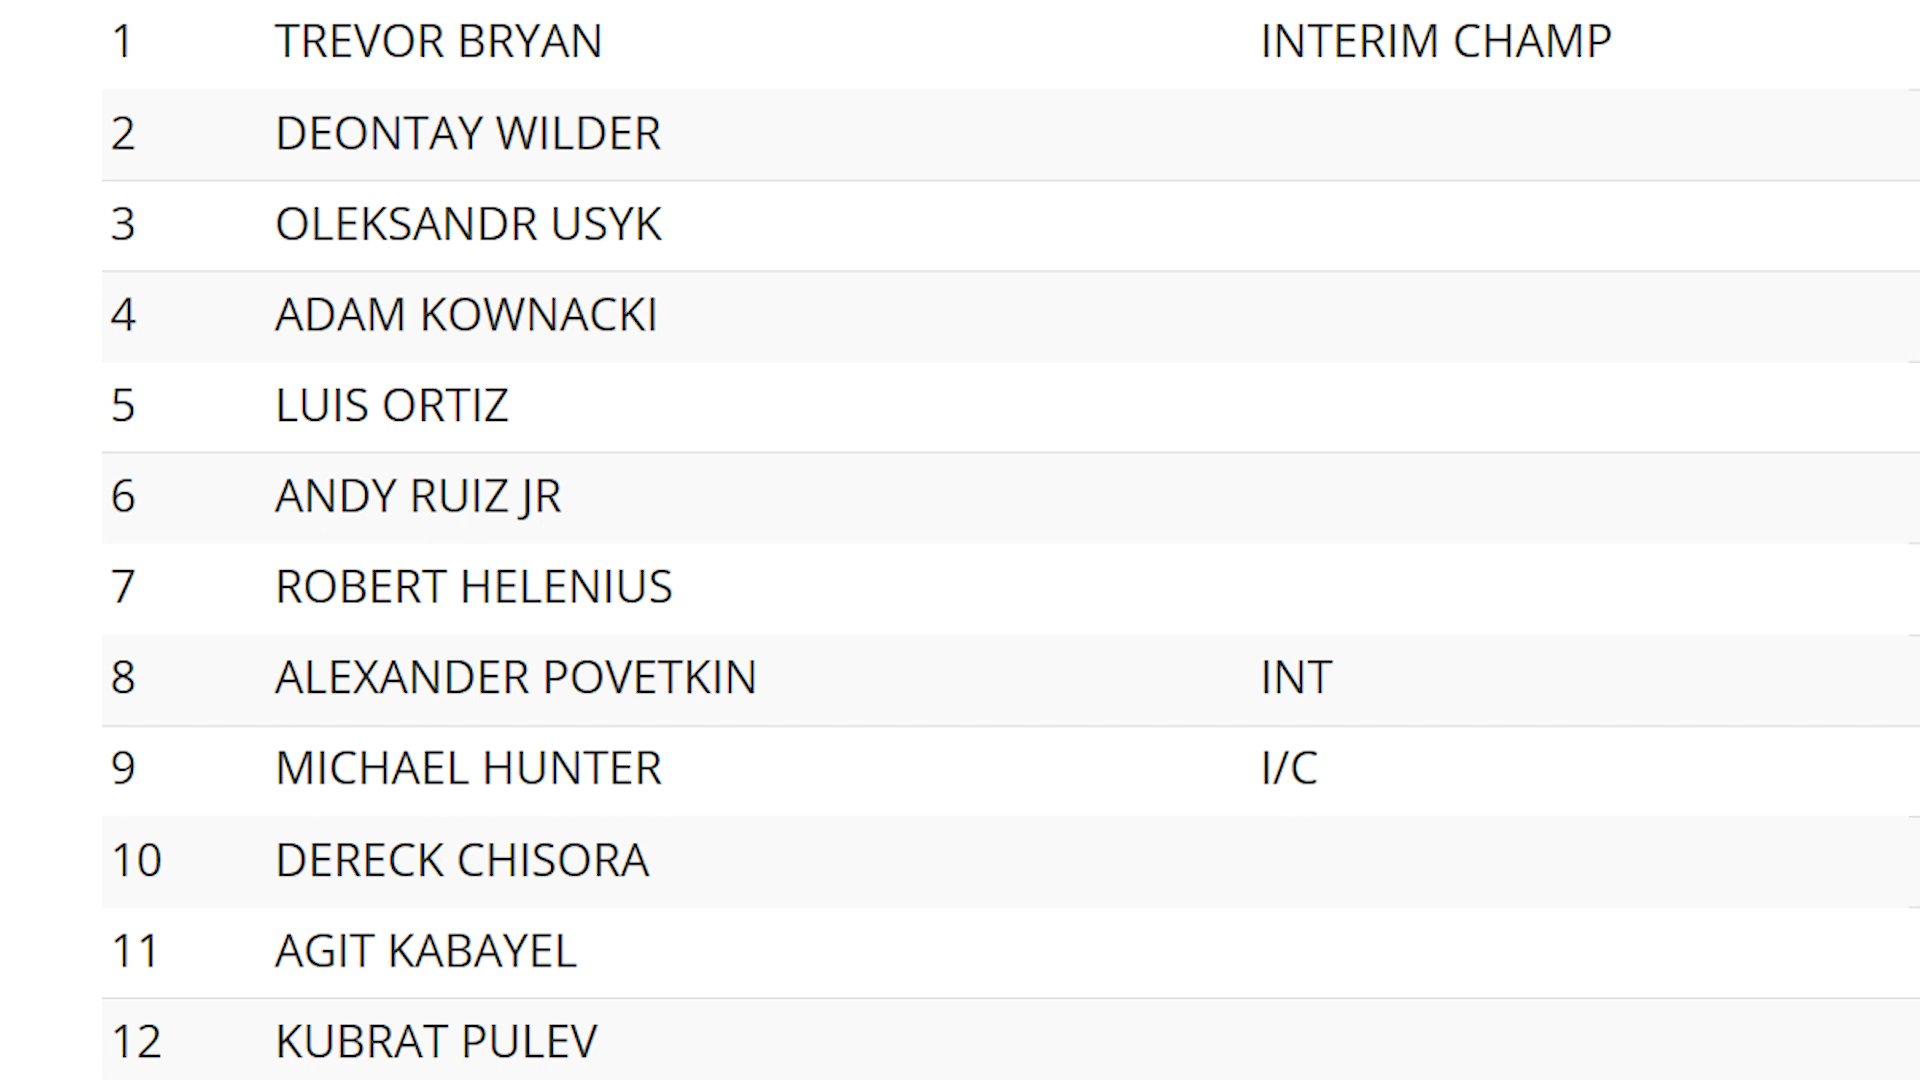 1 TREVOR BRYAN INTERIM CHAMP
2 DEONTAY WILDER
3 OLEKSANDR USYK
4 ADAM KOWNACKI
5 LUIS ORTIZ
6 ANDY RUIZ JR
7 ROBERT HELENIUS
8 ALEXANDER POVETKIN INT
9 MICHAEL HUNTER I/C
10 DERECK CHISORA
11 AGIT KABAYEL
12 KUBRAT PULEV